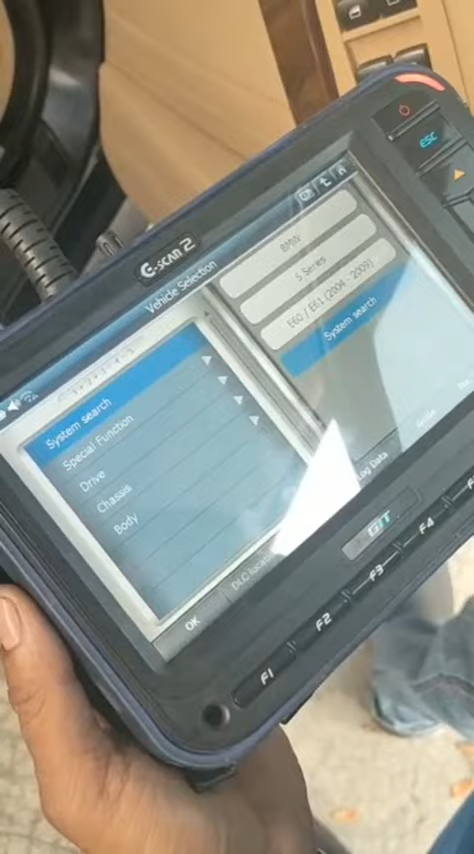 ESC
G-SCAN 2
Vehicle Selection
BMW
5 Series
E60 / E61 (2004 - 2009)
System search
System search
Special Function
Drive
Chassis
Body
OK
DLC
Log Data
GIT
F1
F2
F3
F4